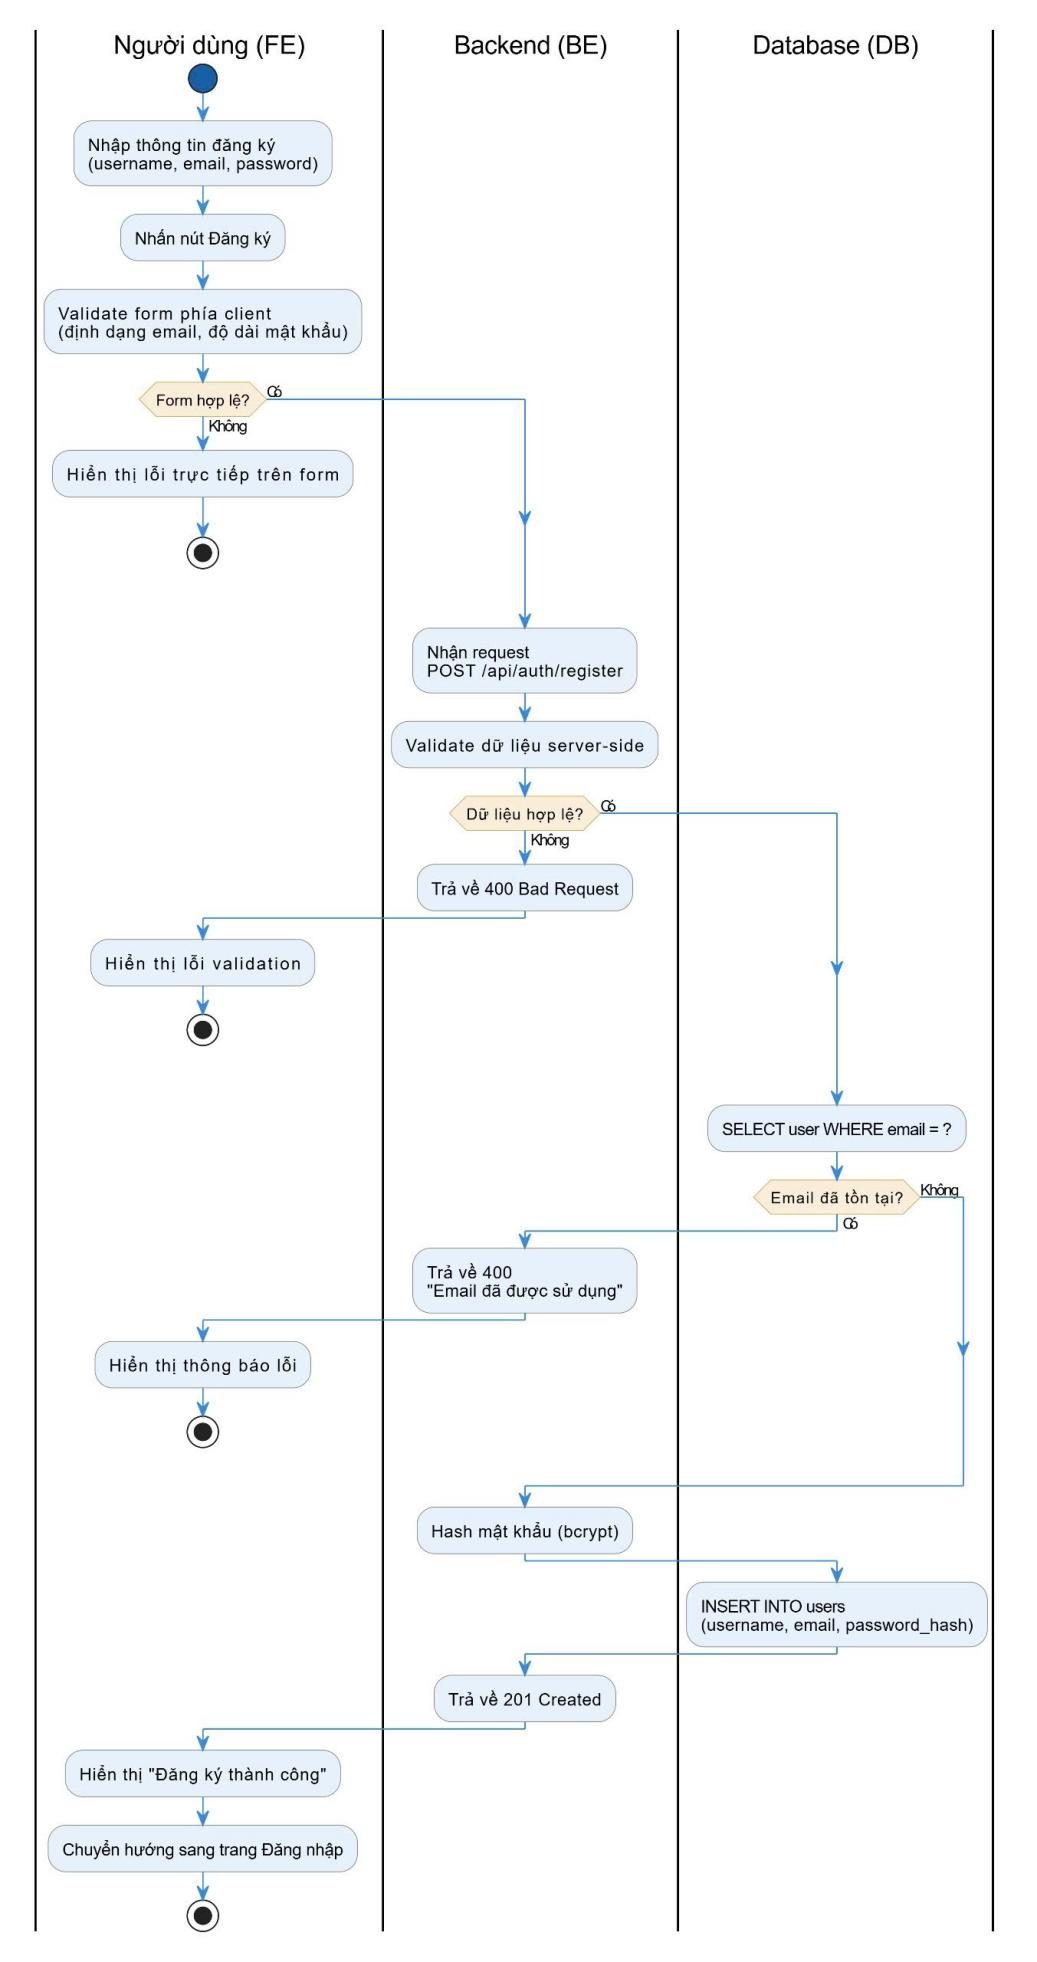 Người dùng (FE)
Backend (BE)
Database (DB)
Nhập thông tin đăng ký
(username, email, password)
Nhấn nút Đăng ký
Validate form phía client
(định dạng email, độ dài mật khẩu)
Form hợp lệ?
Có
Không
Hiển thị lỗi trực tiếp trên form
Nhận request
POST /api/auth/register
Validate dữ liệu server-side
Dữ liệu hợp lệ?
Có
Không
Trả về 400 Bad Request
Hiển thị lỗi validation
SELECT user WHERE email = ?
Email đã tồn tại?
Không
Có
Trả về 400
"Email đã được sử dụng"
Hiển thị thông báo lỗi
Hash mật khẩu (bcrypt)
INSERT INTO users
(username, email, password_hash)
Trả về 201 Created
Hiển thị "Đăng ký thành công"
Chuyển hướng sang trang Đăng nhập